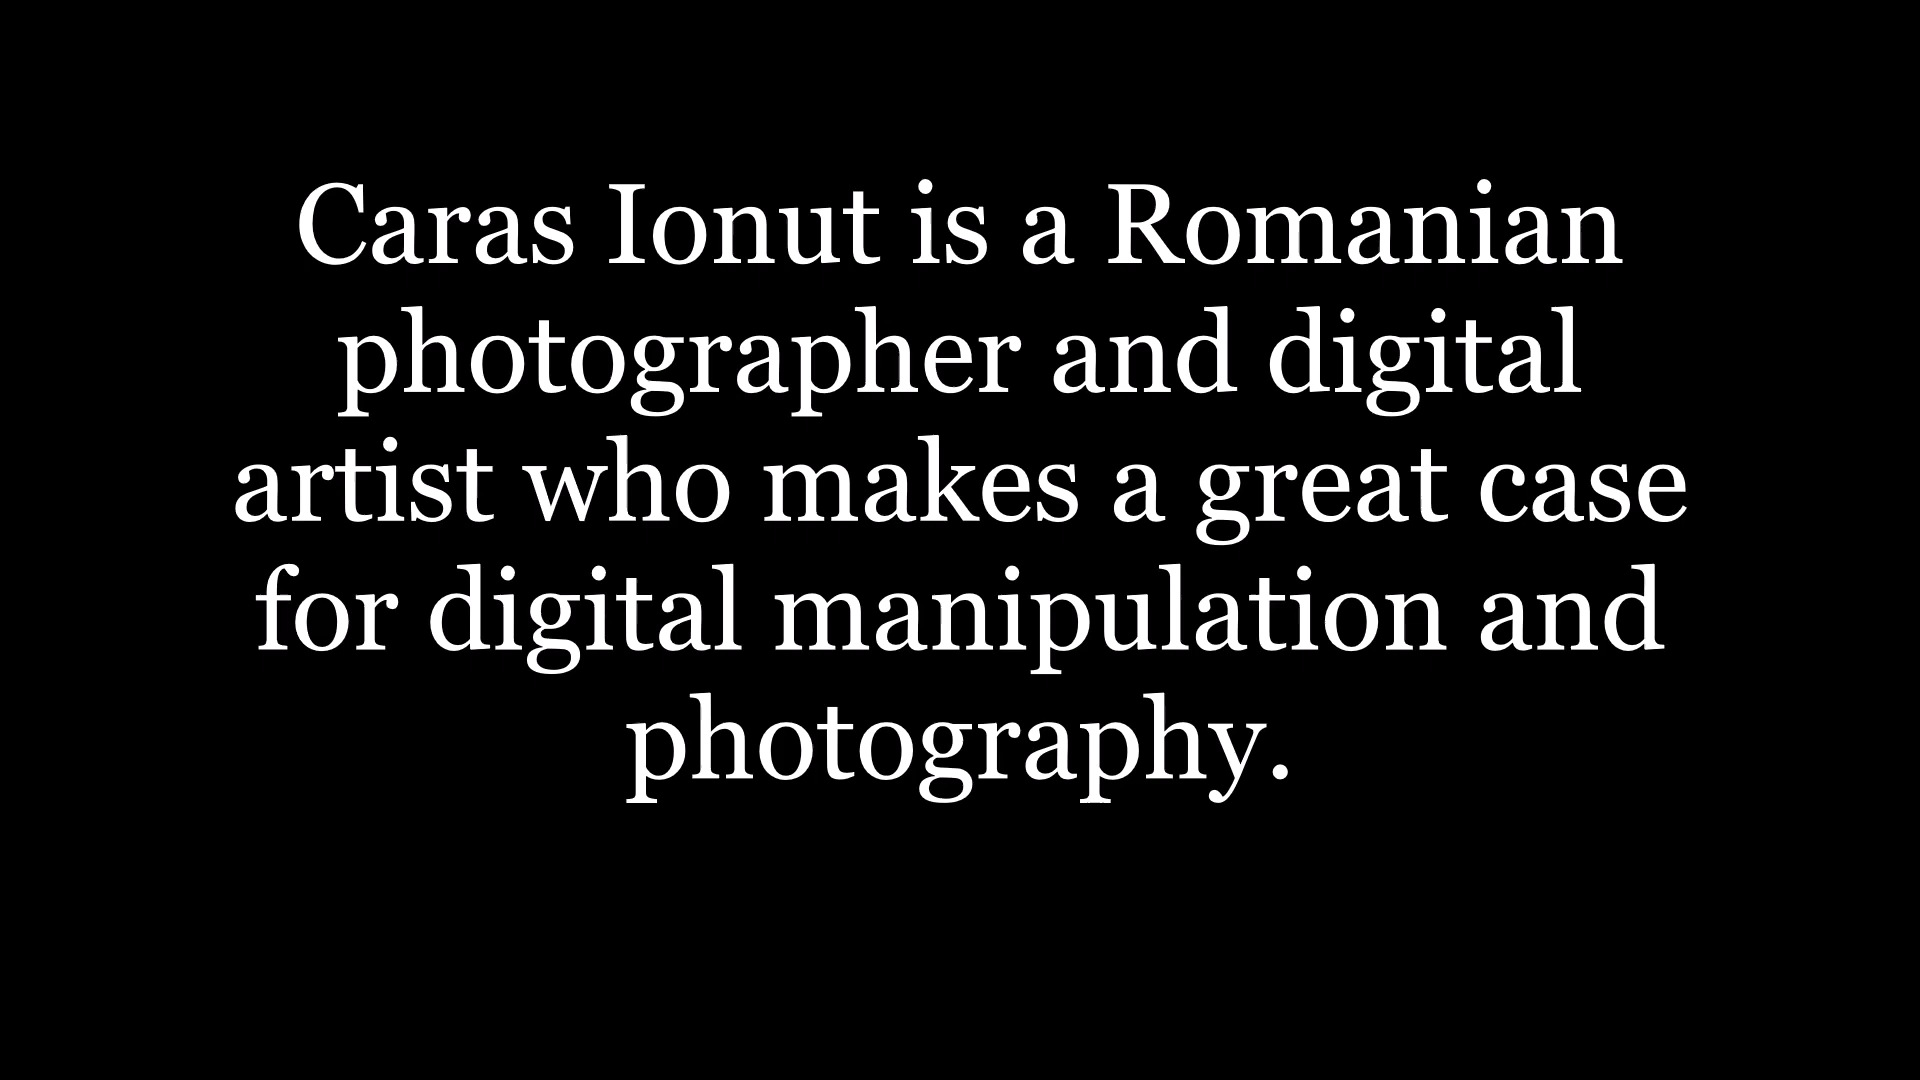 Caras Ionut is a Romanian
photographer and digital
artist who makes a great case
for digital manipulation and
photography.